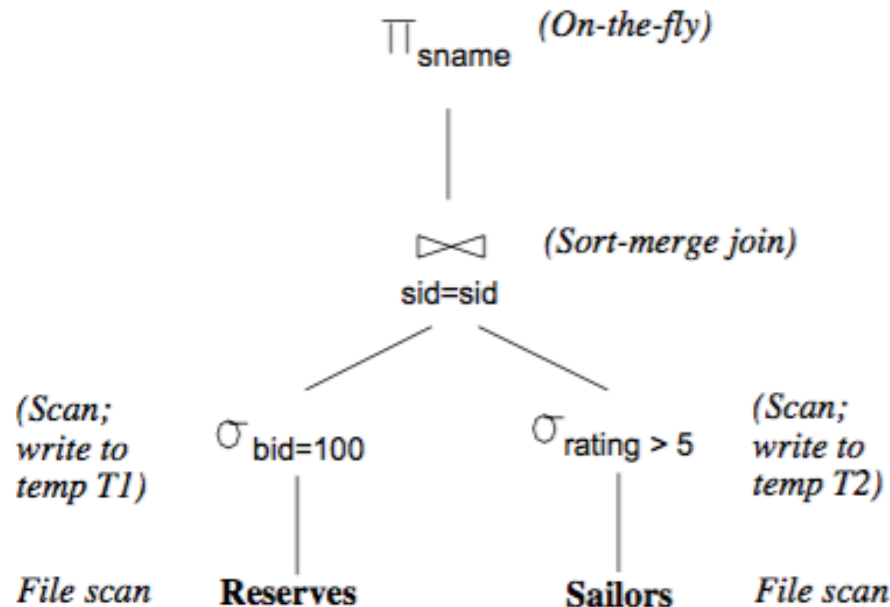 π sname (On-the-fly)
⋈ (Sort-merge join)
sid=sid
(Scan;
write to
temp T1)
σ bid=100
σ rating > 5
(Scan;
write to
temp T2)
File scan Reserves Sailors File scan